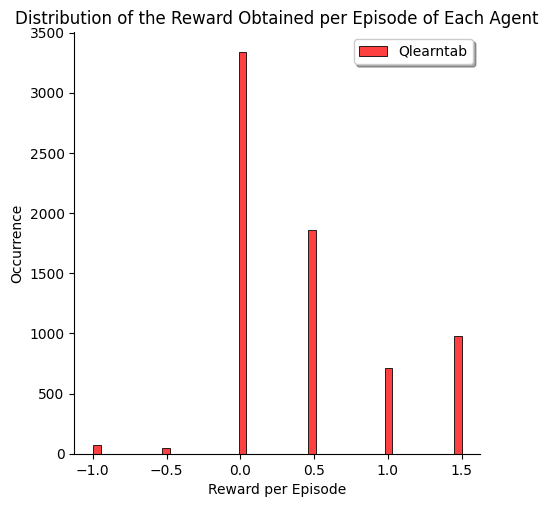 Distribution of the Reward Obtained per Episode of Each Agent
Qlearntab
3500
3000
2500
2000
1500
1000
500
0
Occurrence
−1.0 −0.5 0.0 0.5 1.0 1.5
Reward per Episode